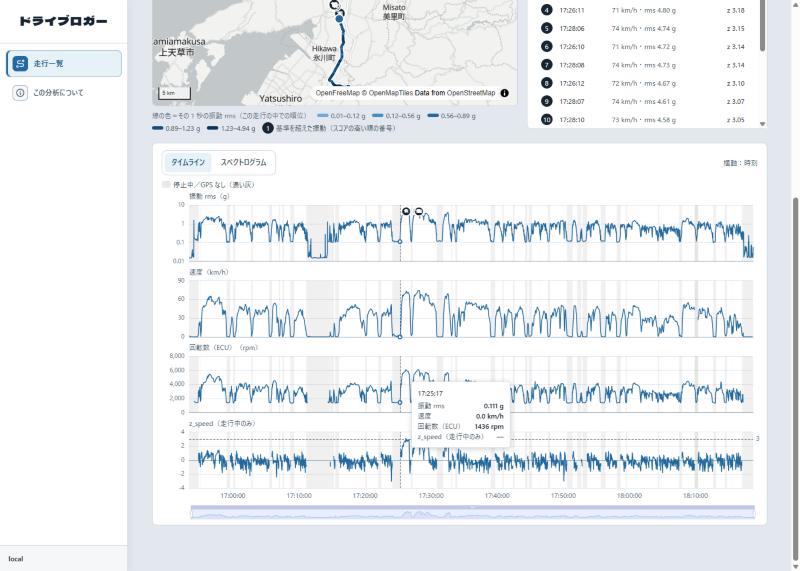 ドライブロガー
走行一覧
この分析について
local
Misato
美里町
amiamakusa
上天草市
Hikawa
氷川町
Yatsushiro
5 km
OpenFreeMap © OpenMapTiles Data from OpenStreetMap
線の色＝その 1 秒の振動 rms（この走行の中での順位）
0.01–0.12 g
0.12–0.56 g
0.56–0.89 g
0.89–1.23 g
1.23–4.94 g
1 基準を超えた振動（スコアの高い順の番号）
4 17:26:11 71 km/h・rms 4.80 g z 3.18
5 17:28:06 74 km/h・rms 4.74 g z 3.15
6 17:26:10 71 km/h・rms 4.72 g z 3.14
7 17:28:08 74 km/h・rms 4.73 g z 3.14
8 17:26:12 72 km/h・rms 4.67 g z 3.10
9 17:28:07 74 km/h・rms 4.61 g z 3.07
10 17:28:10 73 km/h・rms 4.58 g z 3.05
タイムライン
スペクトログラム
横軸：時刻
停止中／GPS なし（濃い灰）
振動 rms（g）
10
1
0.1
0.01
速度（km/h）
90
60
30
0
回転数（ECU）（rpm）
8,000
6,000
4,000
2,000
0
17:25:17
振動 rms 0.111 g
速度 0.0 km/h
回転数（ECU） 1436 rpm
z_speed（走行中のみ） —
z_speed（走行中のみ）
4
2
0
-2
-4
3
17:00:00
17:10:00
17:20:00
17:30:00
17:40:00
17:50:00
18:00:00
18:10:00